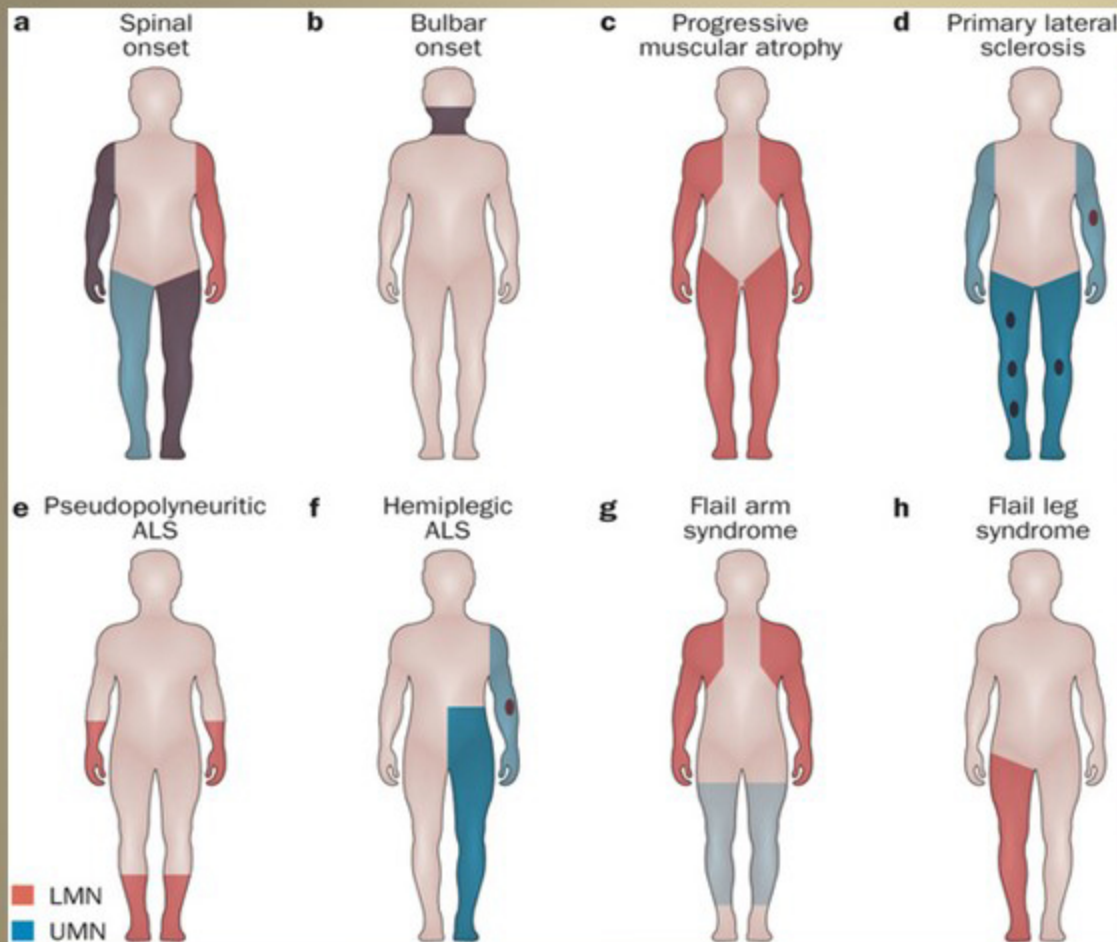 a Spinal onset
b Bulbar onset
c Progressive muscular atrophy
d Primary lateral sclerosis
e Pseudopolyneuritic ALS
f Hemiplegic ALS
g Flail arm syndrome
h Flail leg syndrome
LMN
UMN